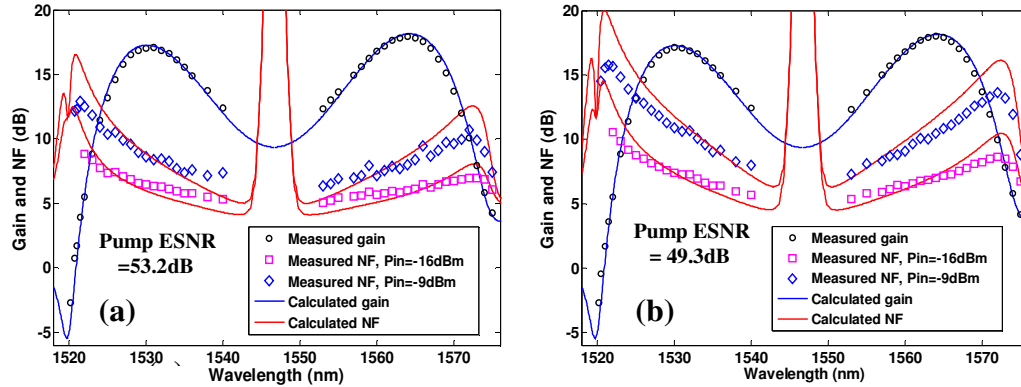 20
15
10
5
0
-5
1520 1530 1540 1550 1560 1570
Wavelength (nm)
Gain and NF (dB)
Pump ESNR
=53.2dB
(a)
Measured gain
Measured NF, Pin=-16dBm
Measured NF, Pin=-9dBm
Calculated gain
Calculated NF
20
15
10
5
0
-5
1520 1530 1540 1550 1560 1570
Wavelength (nm)
Gain and NF (dB)
Pump ESNR
= 49.3dB
(b)
Measured gain
Measured NF, Pin=-16dBm
Measured NF, Pin=-9dBm
Calculated gain
Calculated NF